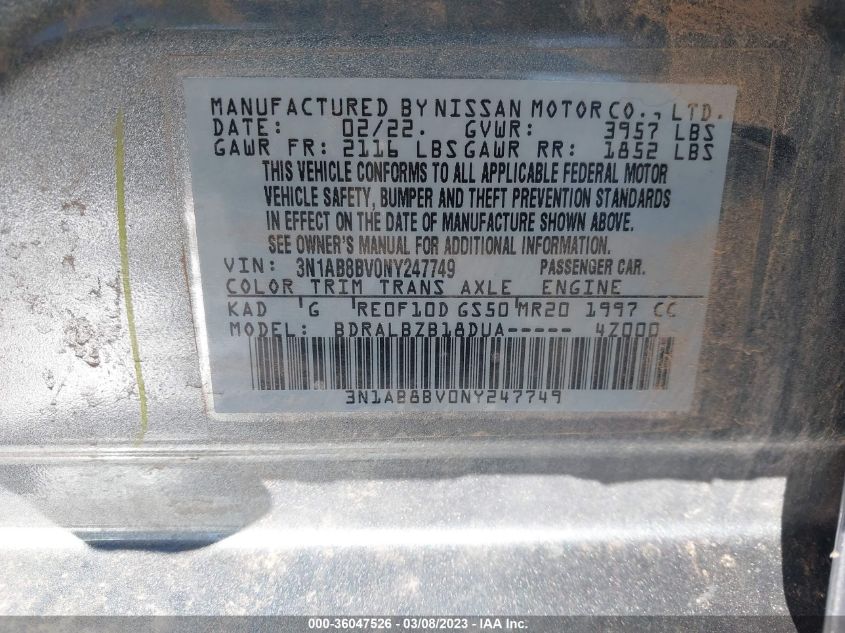 MANUFACTURED BY NISSAN MOTOR CO., LTD.
DATE: 02/22. GVWR: 3957 LBS
GAWR FR: 2116 LBS GAWR RR: 1852 LBS
THIS VEHICLE CONFORMS TO ALL APPLICABLE FEDERAL MOTOR
VEHICLE SAFETY, BUMPER AND THEFT PREVENTION STANDARDS
IN EFFECT ON THE DATE OF MANUFACTURE SHOWN ABOVE.
SEE OWNER'S MANUAL FOR ADDITIONAL INFORMATION.
VIN: 3N1AB8BV0NY247749 PASSENGER CAR.
COLOR TRIM TRANS AXLE ENGINE
KAD G RE0F10D GS50 MR20 1997 CC
MODEL: BDRALBZB18DUA----- 4Z000
3N1AB8BV0NY247749
000-36047526 - 03/08/2023 - IAA Inc.